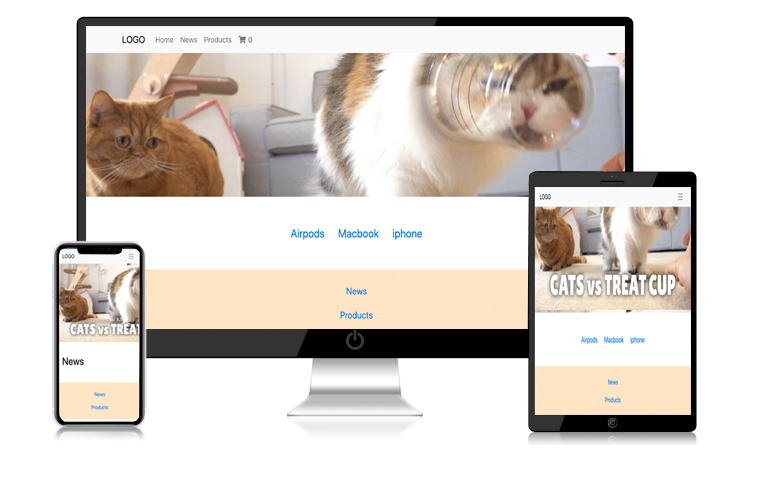 LOGO Home News Products 0
Airpods Macbook iphone
News
Products
LOGO
CATS vs TREAT
News
News
Products
LOGO
CATS vs TREAT CUP
Airpods Macbook iphone
News
Products